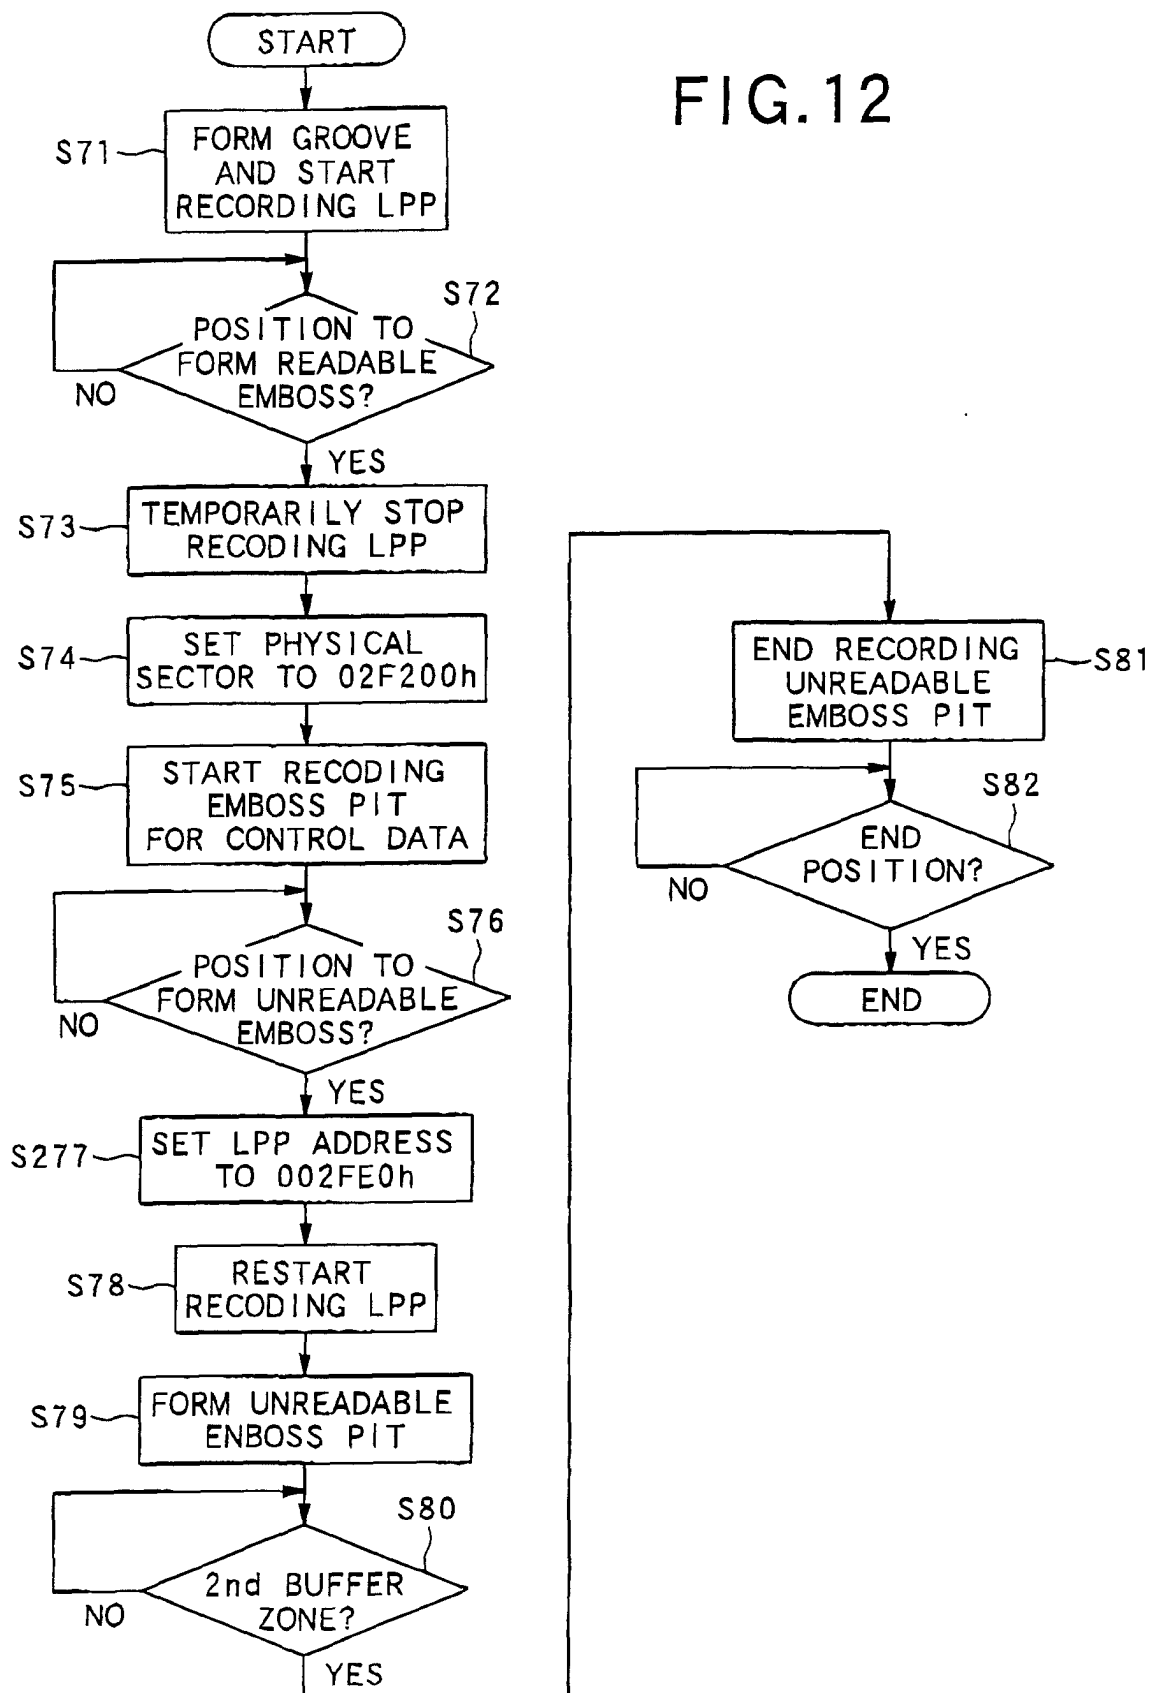 FIG.12
START
S71
FORM GROOVE
AND START
RECORDING LPP
S72
POSITION TO
FORM READABLE
EMBOSS?
NO
YES
S73
TEMPORARILY STOP
RECODING LPP
S74
SET PHYSICAL
SECTOR TO 02F200h
S75
START RECODING
EMBOSS PIT
FOR CONTROL DATA
S76
POSITION TO
FORM UNREADABLE
EMBOSS?
NO
YES
S277
SET LPP ADDRESS
TO 002FE0h
S78
RESTART
RECODING LPP
S79
FORM UNREADABLE
ENBOSS PIT
S80
2nd BUFFER
ZONE?
NO
YES
END RECORDING
UNREADABLE
EMBOSS PIT
S81
S82
END
POSITION?
NO
YES
END